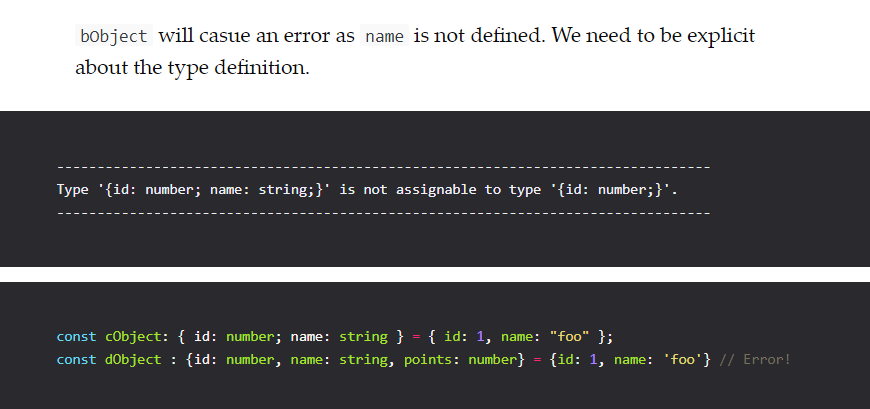 bObject will casue an error as name is not defined. We need to be explicit
about the type definition.
--------------------------------------------------------------------------------
Type '{id: number; name: string;}' is not assignable to type '{id: number;}'.
--------------------------------------------------------------------------------
const cObject: { id: number; name: string } = { id: 1, name: "foo" };
const dObject : {id: number, name: string, points: number} = {id: 1, name: 'foo'} // Error!